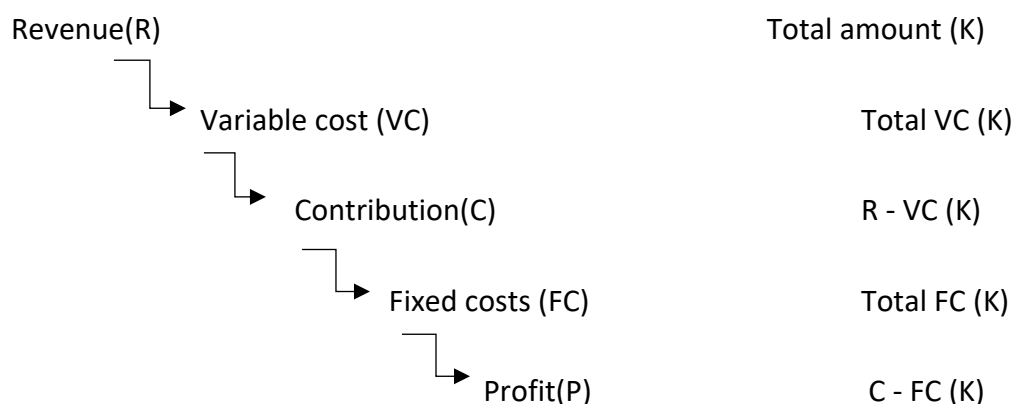 Revenue(R) Total amount (K)
Variable cost (VC) Total VC (K)
Contribution(C) R - VC (K)
Fixed costs (FC) Total FC (K)
Profit(P) C - FC (K)